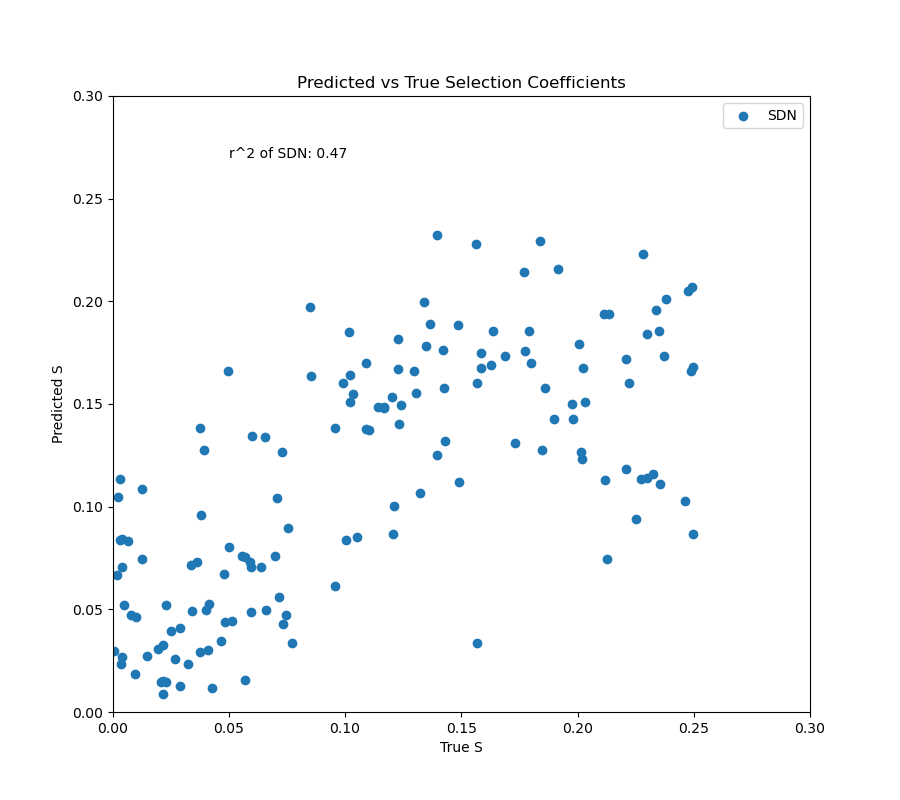 Predicted vs True Selection Coefficients
0.30
SDN
r^2 of SDN: 0.47
0.25
0.20
0.15
Predicted S
0.10
0.05
0.00
0.00 0.05 0.10 0.15 0.20 0.25 0.30
True S